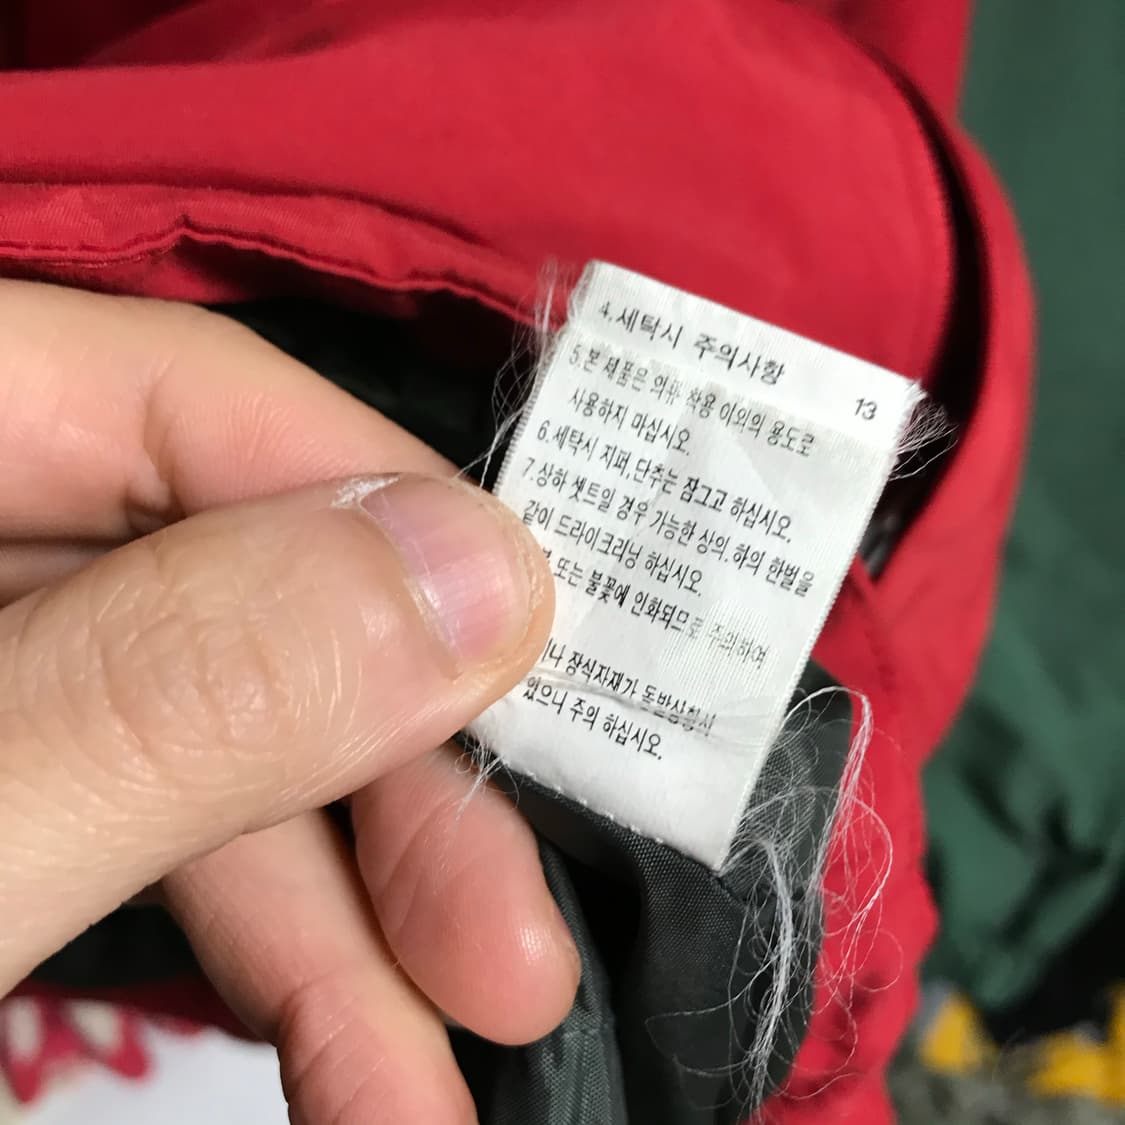 4. 세탁시 주의사항
13
5. 본 제품은 의류 착용 이외의 용도로
사용하지 마십시오.
6. 세탁시 지퍼, 단추는 잠그고 하십시오.
7. 상하 셋트일 경우 가능한 상의.하의 한벌을
같이 드라이크리닝 하십시오.
또는 불꽃에 인화되므로 주의하여
장식자재가
있으니 주의 하십시오.